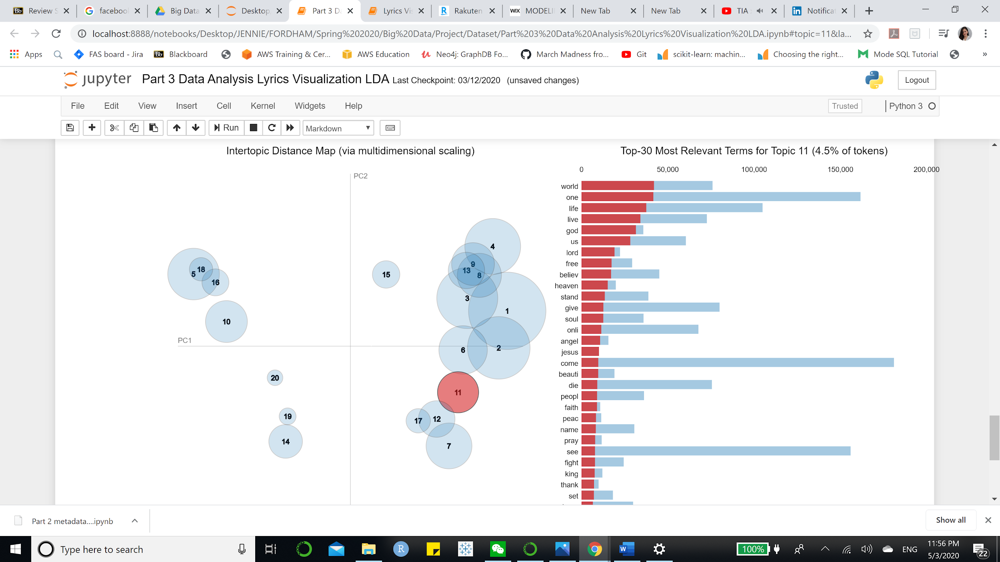 Bb Review S
facebool
Big Data
Desktop
Part 3 Da
Lyrics Vis
R Rakuten
WIX MODELI
New Tab
New Tab
TIA
in Notificat
localhost:8888/notebooks/Desktop/JENNIE/FORDHAM/Spring%202020/Big%20Data/Project/Dataset/Part%203%20Data%20Analysis%20Lyrics%20Visualization%20LDA.ipynb#topic=11&la...
Apps
FAS board - Jira
Bb Blackboard
AWS Training & Cer...
AWS Education
Neo4j: GraphDB Fo...
March Madness fro...
Git
scikit-learn: machin...
Choosing the right...
Mode SQL Tutorial
»
jupyter Part 3 Data Analysis Lyrics Visualization LDA Last Checkpoint: 03/12/2020 (unsaved changes)
Logout
File Edit View Insert Cell Kernel Widgets Help
Trusted
Python 3
Run
Markdown
Intertopic Distance Map (via multidimensional scaling)
PC2
4
9
18
13
5
15
8
16
3
1
10
PC1
2
6
20
11
19
12
17
14
7
Top-30 Most Relevant Terms for Topic 11 (4.5% of tokens)
0 50,000 100,000 150,000 200,000
world
one
life
live
god
us
lord
free
believ
heaven
stand
give
soul
onli
angel
jesus
come
beauti
die
peopl
faith
peac
name
pray
see
fight
king
thank
set
Part 2 metadata....ipynb
Show all
Type here to search
R
W
100%
ENG
11:56 PM
5/3/2020
22